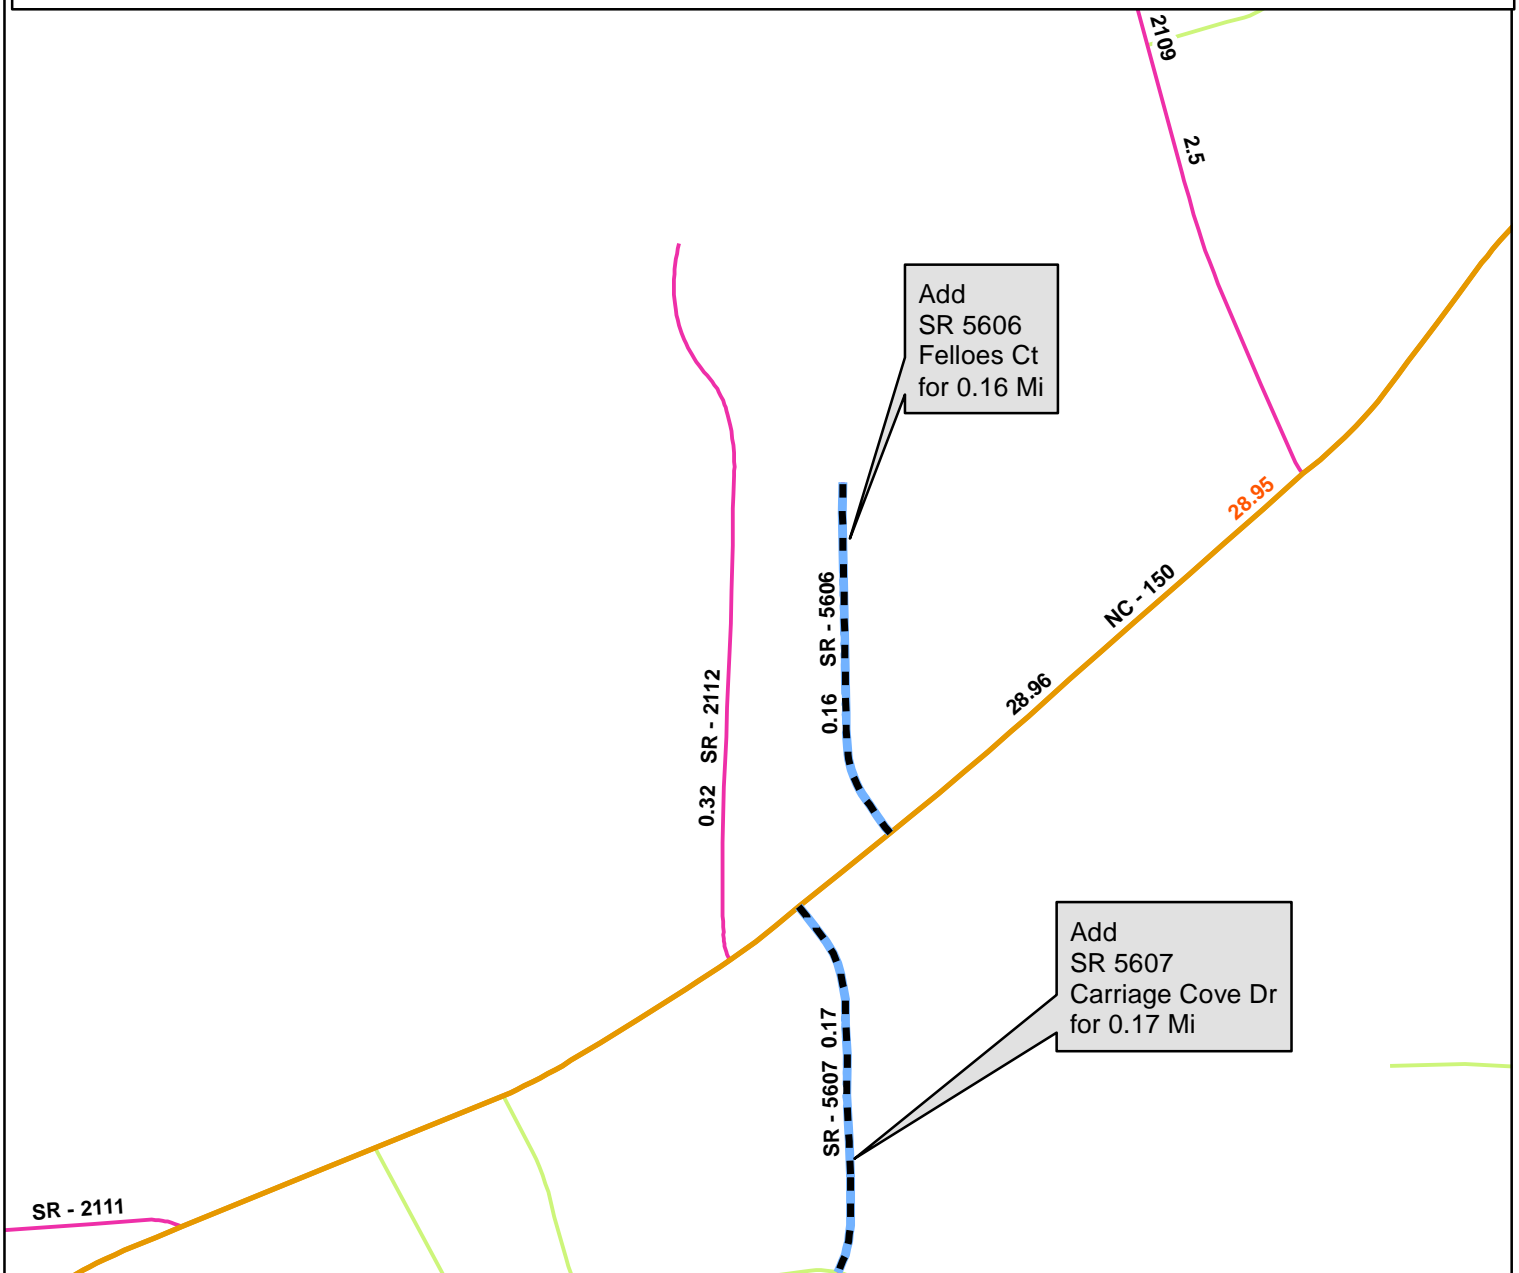 2109
2.5
Add
SR 5606
Felloes Ct
for 0.16 Mi
28.95
NC - 150
28.96
SR - 5606
0.16
SR - 2112
0.32
Add
SR 5607
Carriage Cove Dr
for 0.17 Mi
0.17
SR - 5607
SR - 2111